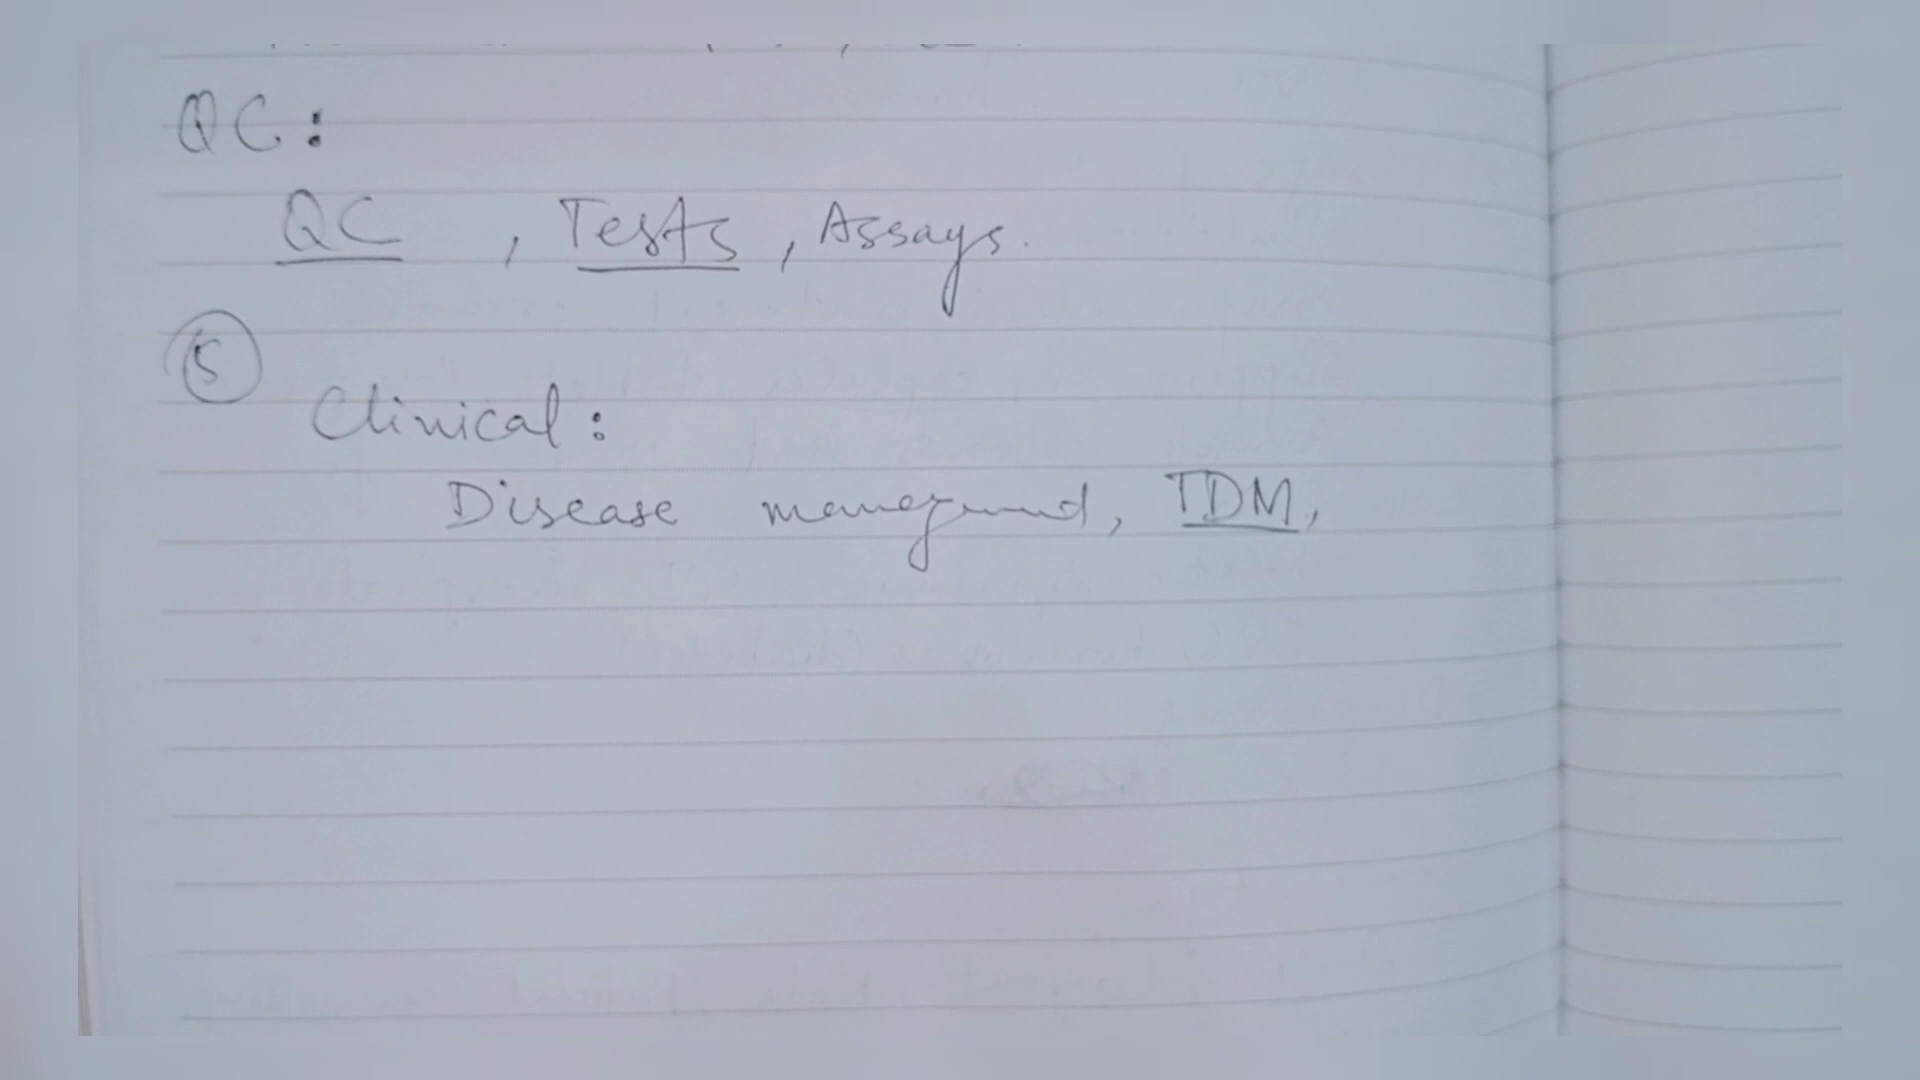 QC:
QC , Tests, Assays.
5
Clinical:
Disease management, TDM,